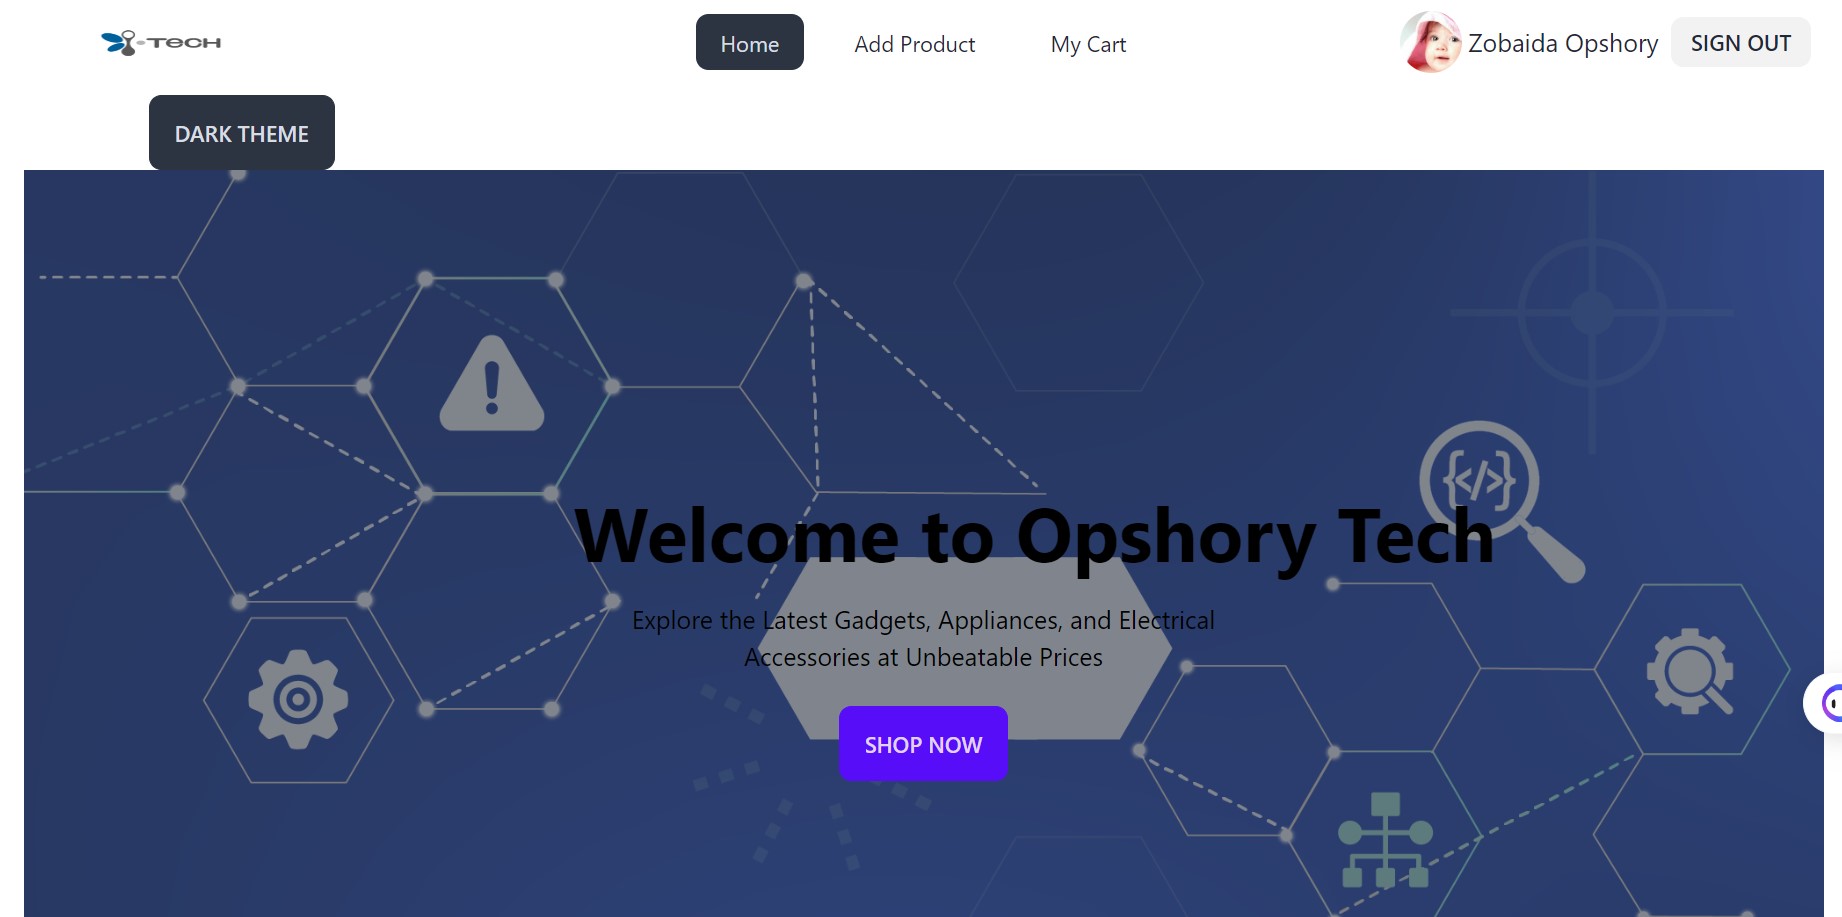 -TECH
Home
Add Product
My Cart
Zobaida Opshory
SIGN OUT
DARK THEME
{</>}
Welcome to Opshory Tech
Explore the Latest Gadgets, Appliances, and Electrical
Accessories at Unbeatable Prices
SHOP NOW